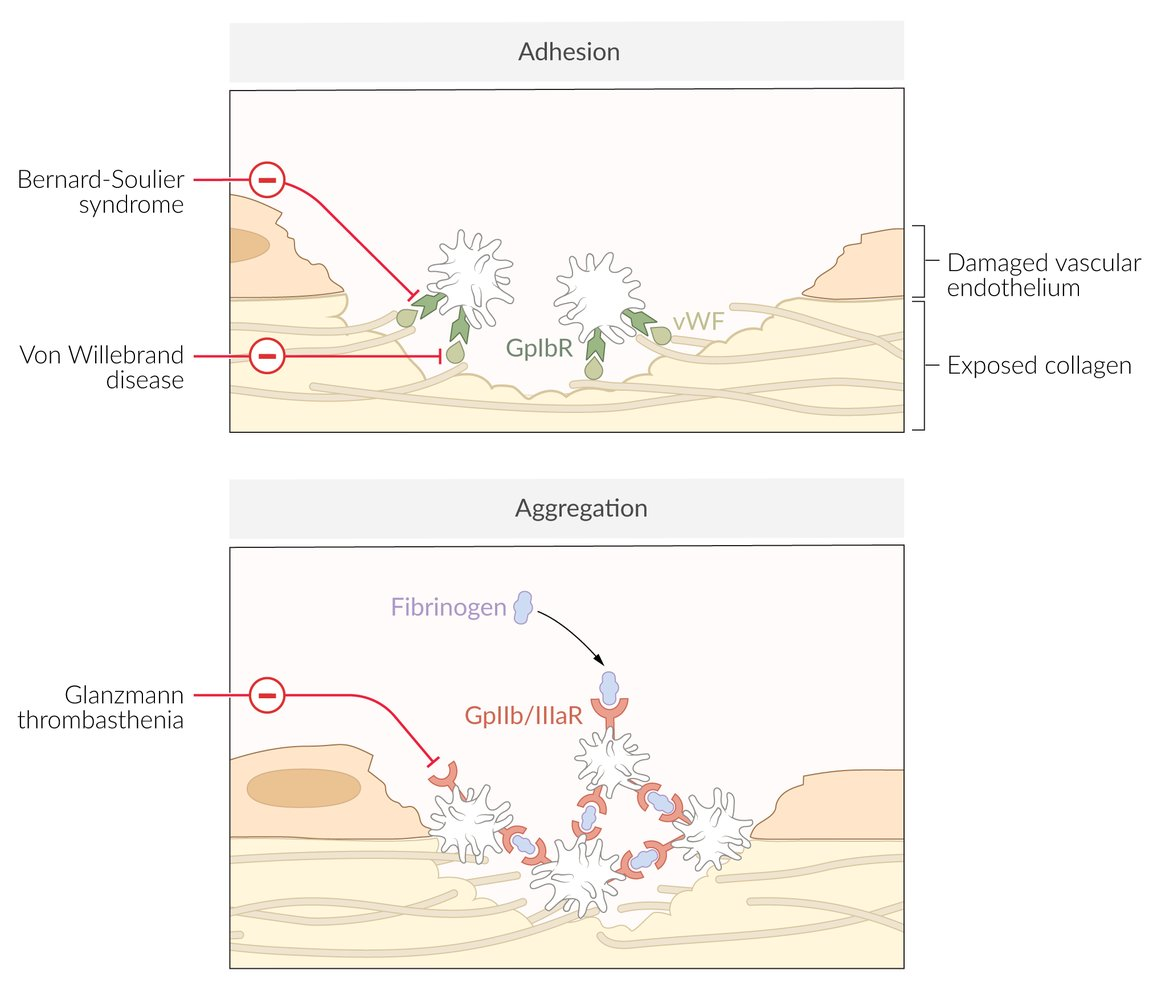 Adhesion
Bernard-Soulier
syndrome
Damaged vascular
endothelium
vWF
GpIbR
Von Willebrand
disease
Exposed collagen
Aggregation
Fibrinogen
Glanzmann
thrombasthenia
GpIIb/IIIaR